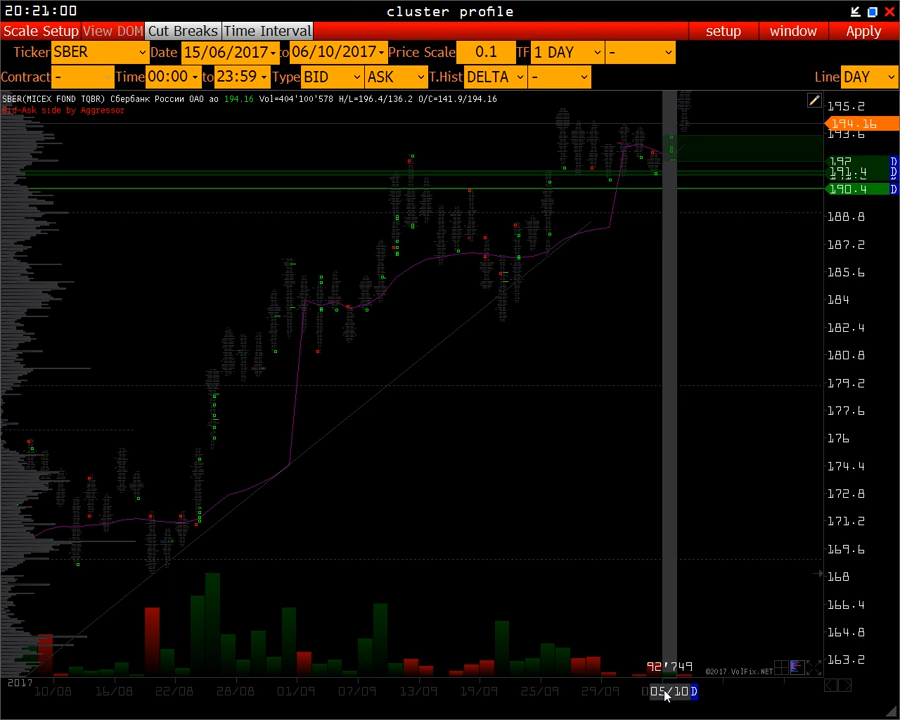 20:21:00 cluster profile
Scale Setup View DOM Cut Breaks Time Interval setup window Apply
Ticker SBER Date 15/06/2017 to 06/10/2017 Price Scale 0.1 TF 1 DAY -
Contract - Time 00:00 to 23:59 Type BID ASK T.Hist DELTA - Line DAY
SBER(MICEX FOND TQBR) Сбербанк России ОАО ао 194.16 Vol=404'100'578 H/L=196.4/136.2 O/C=141.9/194.16
Bid-Ask side by Aggressor
195.2
194.16
193.6
192 D
191.4 D
190.4 D
188.8
187.2
185.6
184
182.4
180.8
179.2
177.6
176
174.4
172.8
171.2
169.6
168
166.4
164.8
163.2
92'749
©2017 VolFix.NET
2017
10/08 16/08 22/08 28/08 01/09 07/09 13/09 19/09 25/09 29/09 05/10 D